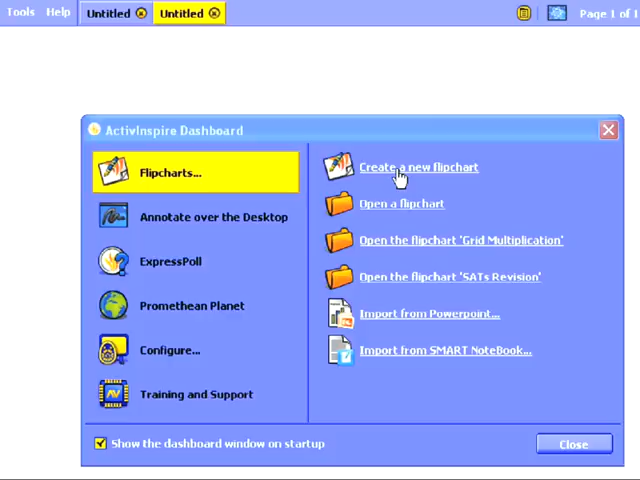 Tools Help Untitled Untitled Page 1 of 1
ActivInspire Dashboard
Flipcharts...
Annotate over the Desktop
ExpressPoll
Promethean Planet
Configure...
AV
Training and Support
Create a new flipchart
Open a flipchart
Open the flipchart 'Grid Multiplication'
Open the flipchart 'SATs Revision'
Import from Powerpoint...
Import from SMART NoteBook...
Show the dashboard window on startup
Close